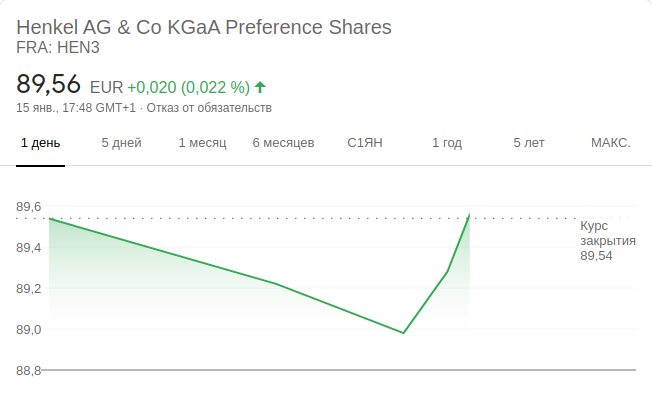 Henkel AG & Co KGaA Preference Shares
FRA: HEN3
89,56 EUR +0,020 (0,022 %)
15 янв., 17:48 GMT+1 · Отказ от обязательств
1 день 5 дней 1 месяц 6 месяцев С1ЯН 1 год 5 лет МАКС.
89,6
Курс
закрытия
89,54
89,4
89,2
89,0
88,8